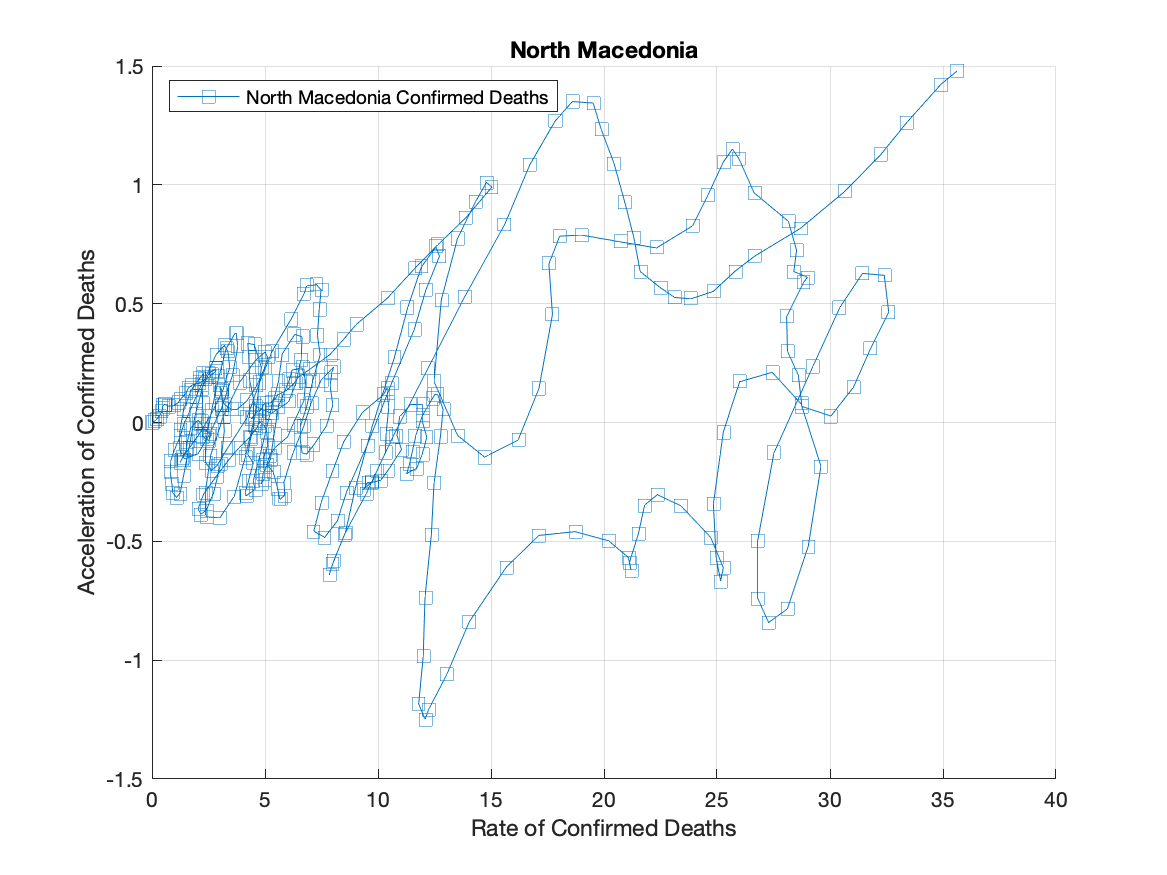 North Macedonia
North Macedonia Confirmed Deaths
1.5
1
0.5
0
-0.5
-1
-1.5
Acceleration of Confirmed Deaths
0 5 10 15 20 25 30 35 40
Rate of Confirmed Deaths